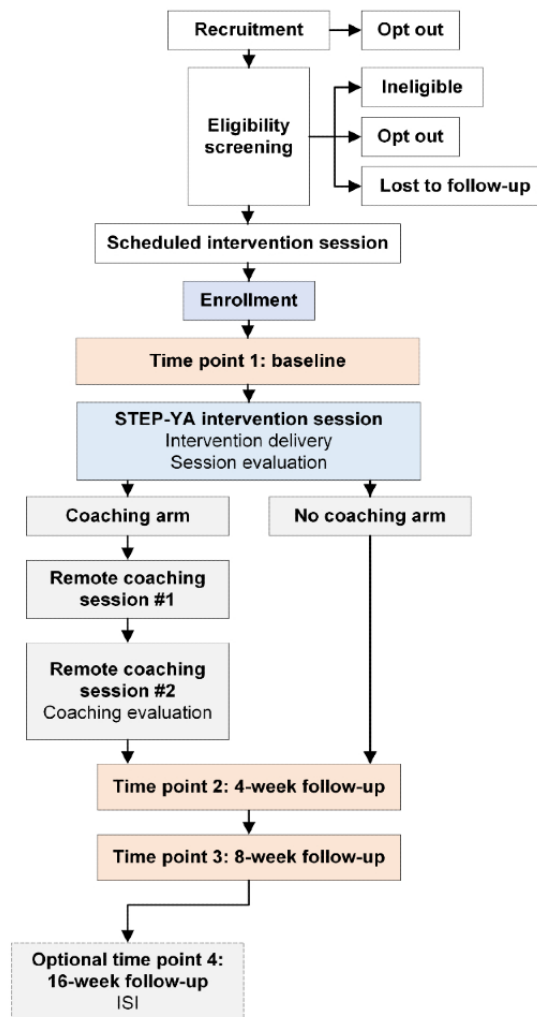 Recruitment
Opt out
Ineligible
Eligibility
screening
Opt out
Lost to follow-up
Scheduled intervention session
Enrollment
Time point 1: baseline
STEP-YA intervention session
Intervention delivery
Session evaluation
Coaching arm
No coaching arm
Remote coaching
session #1
Remote coaching
session #2
Coaching evaluation
Time point 2: 4-week follow-up
Time point 3: 8-week follow-up
Optional time point 4:
16-week follow-up
ISI